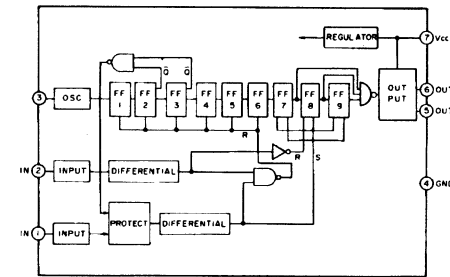 REGULATOR
7 Vcc
Q̄ Q̄
3 OSC
FF 1
FF 2
FF 3
FF 4
FF 5
FF 6
FF 7
FF 8
FF 9
OUT PUT
6 OUT
5 OUT
R
R S
IN 2 INPUT DIFFERENTIAL
4 GND
IN 1 INPUT
PROTECT
DIFFERENTIAL